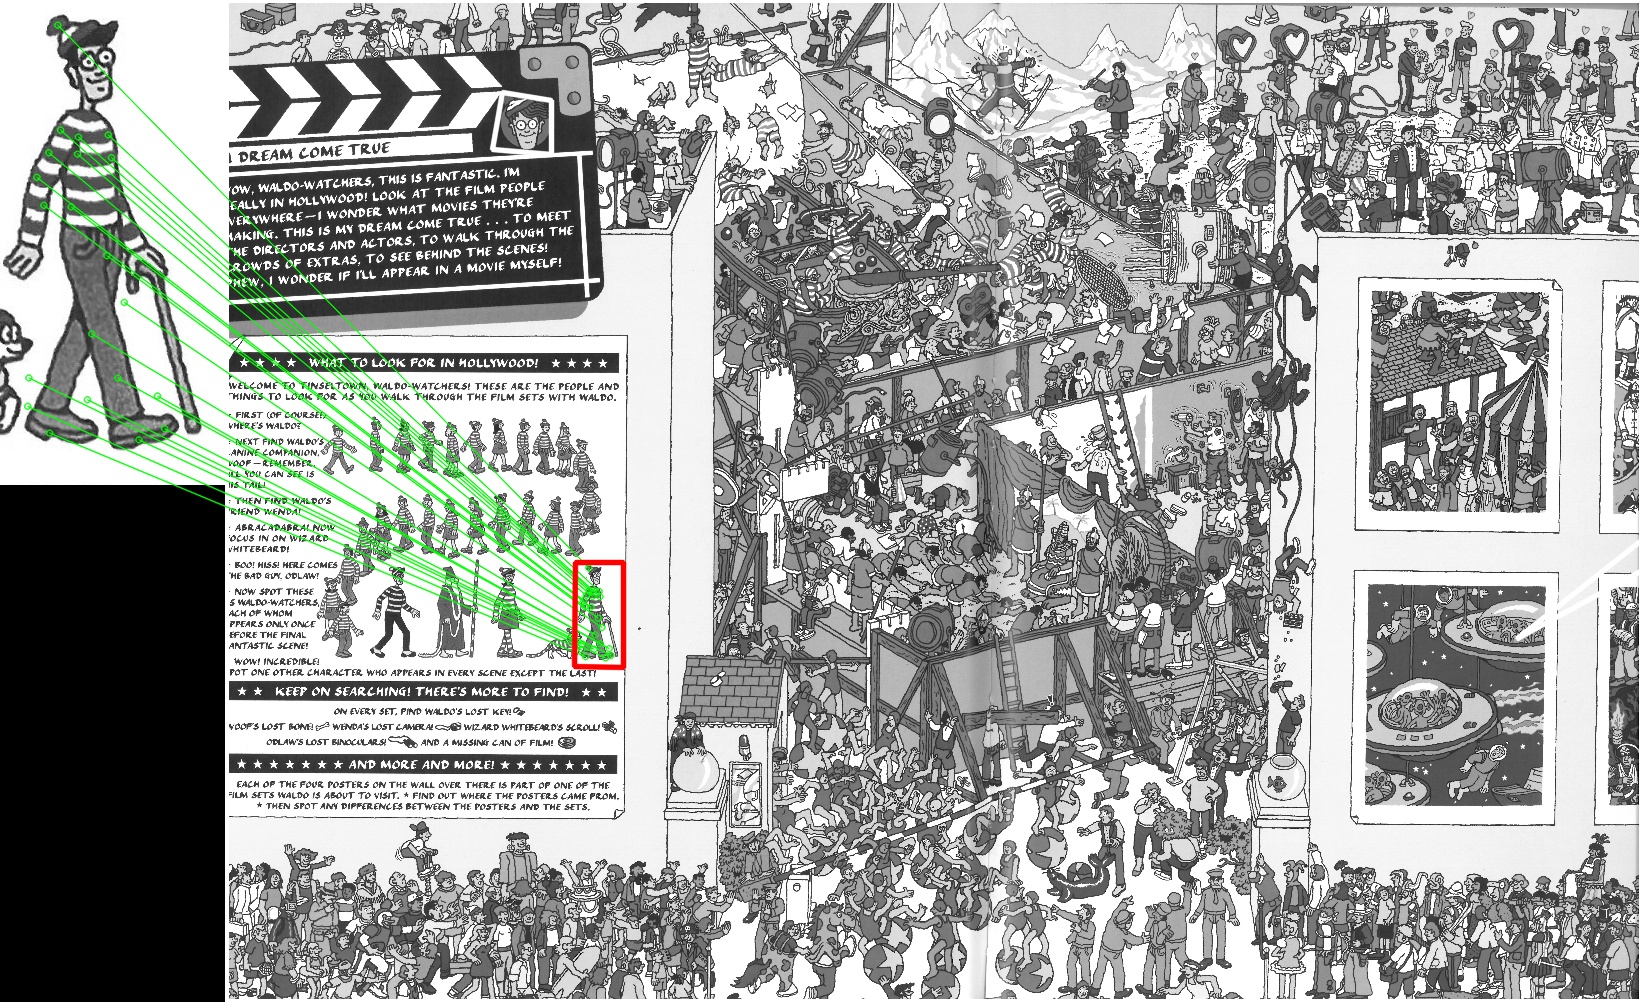 A DREAM COME TRUE
OW, WALDO-WATCHERS, THIS IS FANTASTIC. I'M
EALLY IN HOLLYWOOD! LOOK AT THE FILM PEOPLE
VERYWHERE—I WONDER WHAT MOVIES THEY'RE
AKING. THIS IS MY DREAM COME TRUE . . . TO MEET
HE DIRECTORS AND ACTORS, TO WALK THROUGH THE
CROWDS OF EXTRAS, TO SEE BEHIND THE SCENES!
HEW, I WONDER IF I'LL APPEAR IN A MOVIE MYSELF!
★ ★ ★ ★ WHAT TO LOOK FOR IN HOLLYWOOD! ★ ★ ★ ★
WELCOME TO TINSELTOWN, WALDO-WATCHERS! THESE ARE THE PEOPLE AND
THINGS TO LOOK FOR AS YOU WALK THROUGH THE FILM SETS WITH WALDO.
FIRST (OF COURSE!)
WHERE'S WALDO?
NEXT FIND WALDO'S
ANINE COMPANION,
WOOF—REMEMBER,
LL YOU CAN SEE IS
HIS TAIL!
THEN FIND WALDO'S
RIEND WENDA!
ABRACADABRA! NOW
OCUS IN ON WIZARD
WHITEBEARD!
BOO! HISS! HERE COMES
HE BAD GUY, ODLAW!
NOW SPOT THESE
5 WALDO-WATCHERS,
ACH OF WHOM
PPEARS ONLY ONCE
EFORE THE FINAL
ANTASTIC SCENE!
WOW! INCREDIBLE!
POT ONE OTHER CHARACTER WHO APPEARS IN EVERY SCENE EXCEPT THE LAST!
★ ★ KEEP ON SEARCHING! THERE'S MORE TO FIND! ★ ★
ON EVERY SET, FIND WALDO'S LOST KEY!
WOOF'S LOST BONE! WENDA'S LOST CAMERA! WIZARD WHITEBEARD'S SCROLL!
ODLAW'S LOST BINOCULARS! AND A MISSING CAN OF FILM!
★ ★ ★ ★ ★ ★ ★ AND MORE AND MORE! ★ ★ ★ ★ ★ ★ ★
EACH OF THE FOUR POSTERS ON THE WALL OVER THERE IS PART OF ONE OF THE
FILM SETS WALDO IS ABOUT TO VISIT. * FIND OUT WHERE THE POSTERS CAME FROM.
* THEN SPOT ANY DIFFERENCES BETWEEN THE POSTERS AND THE SETS.